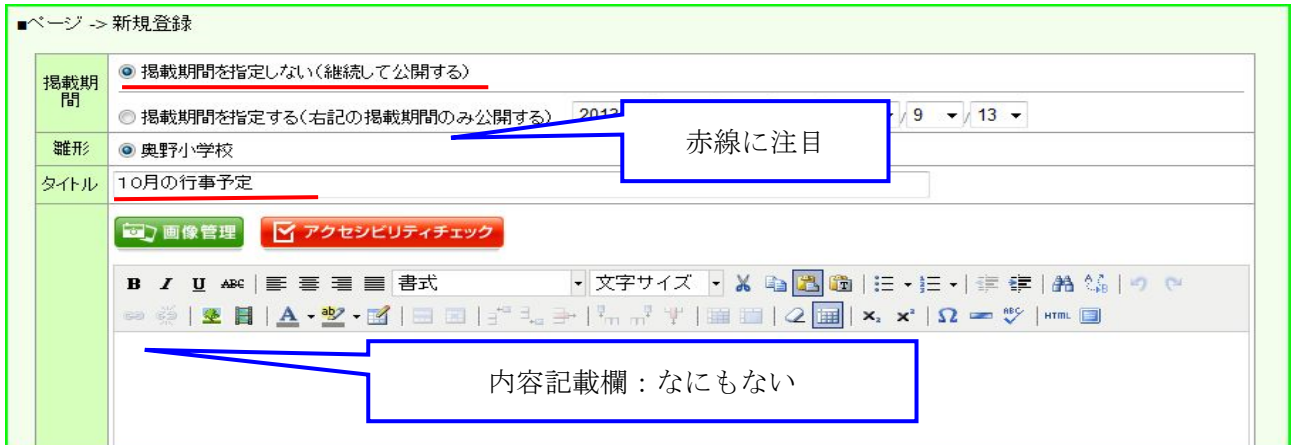 ■ページ -> 新規登録
掲載期間
掲載期間を指定しない(継続して公開する)
掲載期間を指定する(右記の掲載期間のみ公開する) / 9 / 13
赤線に注目
雛形
奥野小学校
タイトル
10月の行事予定
画像管理 アクセシビリティチェック
B I U ABC 書式 文字サイズ
A ab HTML
内容記載欄：なにもない